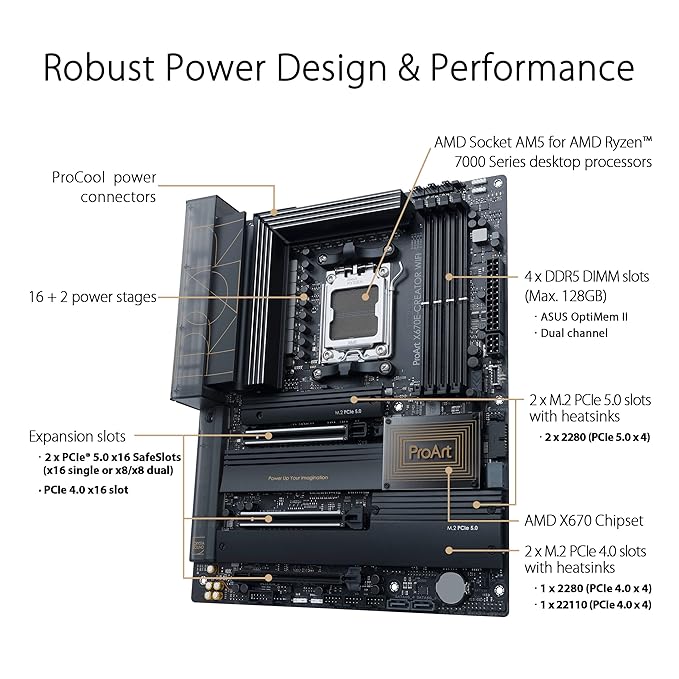 Robust Power Design & Performance
AMD Socket AM5 for AMD Ryzen™
7000 Series desktop processors
ProCool power
connectors
16 + 2 power stages
4 x DDR5 DIMM slots
(Max. 128GB)
· ASUS OptiMem II
· Dual channel
ProArt X670E-CREATOR WIFI
2 x M.2 PCIe 5.0 slots
with heatsinks
· 2 x 2280 (PCIe 5.0 x 4)
M.2 PCIe 5.0
Expansion slots
· 2 x PCIe® 5.0 x16 SafeSlots
(x16 single or x8/x8 dual)
· PCIe 4.0 x16 slot
ProArt
Power Up Your Imagination
AMD X670 Chipset
M.2 PCIe 5.0
2 x M.2 PCIe 4.0 slots
with heatsinks
· 1 x 2280 (PCIe 4.0 x 4)
· 1 x 22110 (PCIe 4.0 x 4)